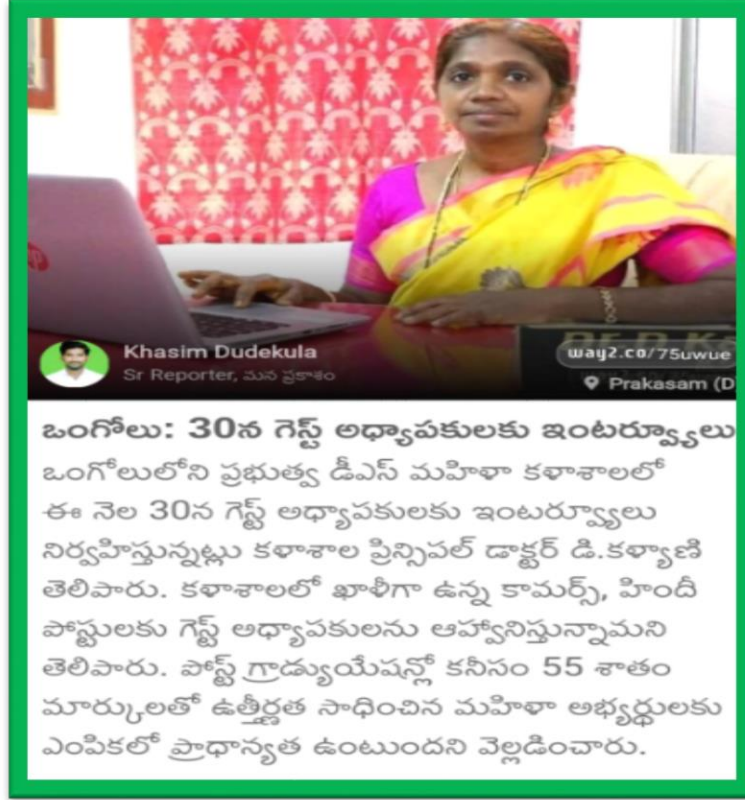 hp
Khasim Dudekula
Sr Reporter, మన ప్రకాశం
way2.co/75uwue
Prakasam (D
ఒంగోలు: 30న గెస్ట్ అధ్యాపకులకు ఇంటర్వ్యూలు
ఒంగోలులోని ప్రభుత్వ డీఎస్ మహిళా కళాశాలలో
ఈ నెల 30న గెస్ట్ అధ్యాపకులకు ఇంటర్వ్యూలు
నిర్వహిస్తున్నట్లు కళాశాల ప్రిన్సిపల్ డాక్టర్ డి.కళ్యాణి
తెలిపారు. కళాశాలలో ఖాళీగా ఉన్న కామర్స్, హిందీ
పోస్టులకు గెస్ట్ అధ్యాపకులను ఆహ్వానిస్తున్నామని
తెలిపారు. పోస్ట్ గ్రాడ్యుయేషన్లో కనీసం 55 శాతం
మార్కులతో ఉత్తీర్ణత సాధించిన మహిళా అభ్యర్థులకు
ఎంపికలో ప్రాధాన్యత ఉంటుందని వెల్లడించారు.